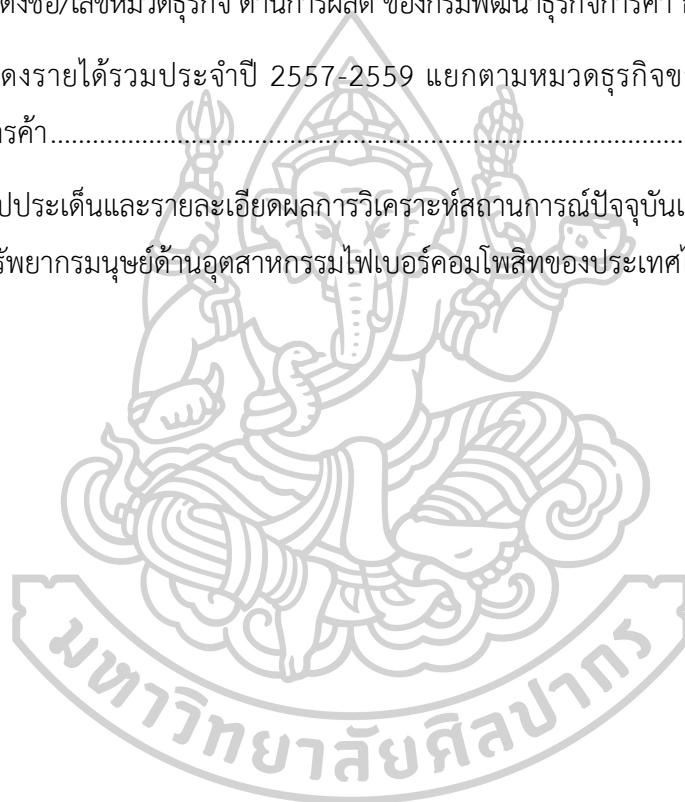 ดงชื่อ/เลขหมวดธุรกิจ ด้านการผลิต ของกรมพัฒนาธุรกิจการค้า
ดงรายได้รวมประจำปี 2557-2559 แยกตามหมวดธุรกิจข
ารค้า
ปประเด็นและรายละเอียดผลการวิเคราะห์สถานการณ์ปัจจุบันเ
รัพยากรมนุษย์ด้านอุตสาหกรรมไฟเบอร์คอมโพสิทของประเทศไ
มหาวิทยาลัยศิลปากร